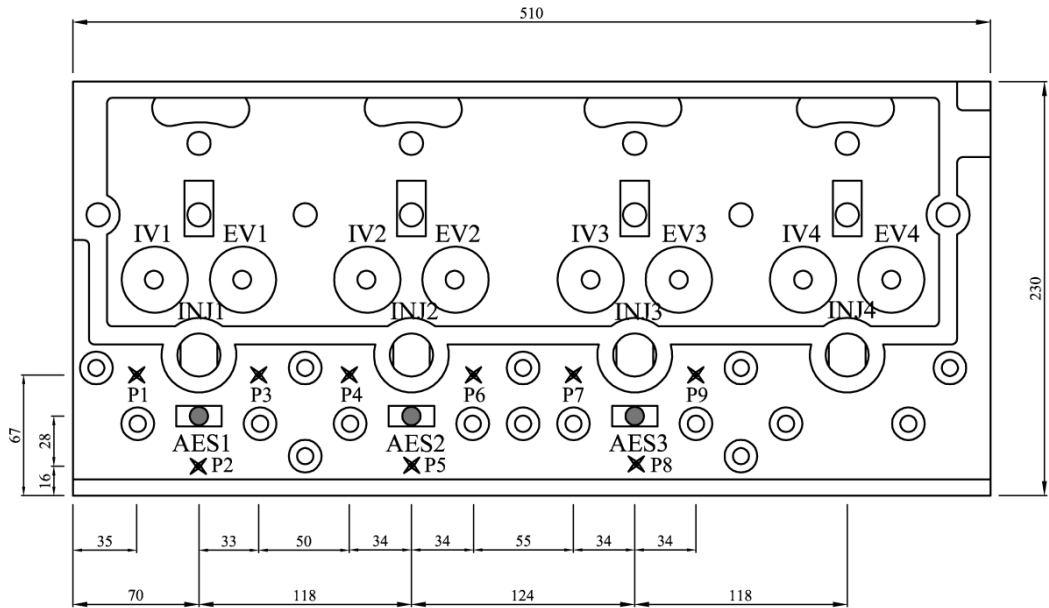 510
IV1 EV1 IV2 EV2 IV3 EV3 IV4 EV4
230
INJ1 INJ2 INJ3 INJ4
P1 P3 P4 P6 P7 P9
67
28
16
AES1 AES2 AES3
P2 P5 P8
35 33 50 34 34 55 34 34
70 118 124 118